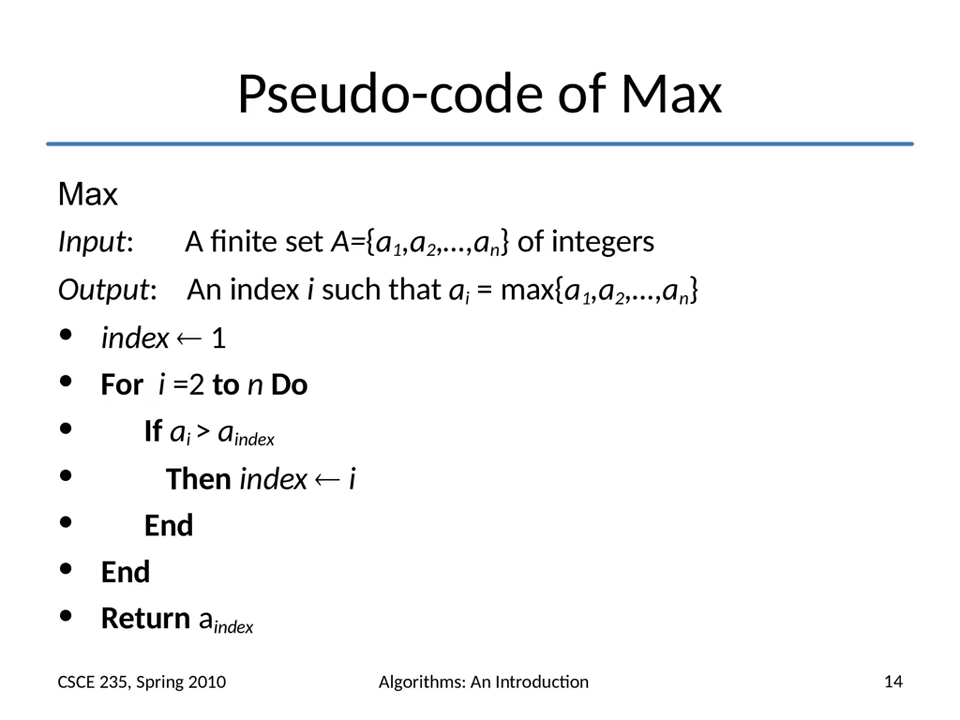 Pseudo-code of Max
Max
Input: A finite set A={a1,a2,…,an} of integers
Output: An index i such that ai = max{a1,a2,…,an}
• index ← 1
• For i =2 to n Do
• If ai > aindex
• Then index ← i
• End
• End
• Return aindex
CSCE 235, Spring 2010 Algorithms: An Introduction 14